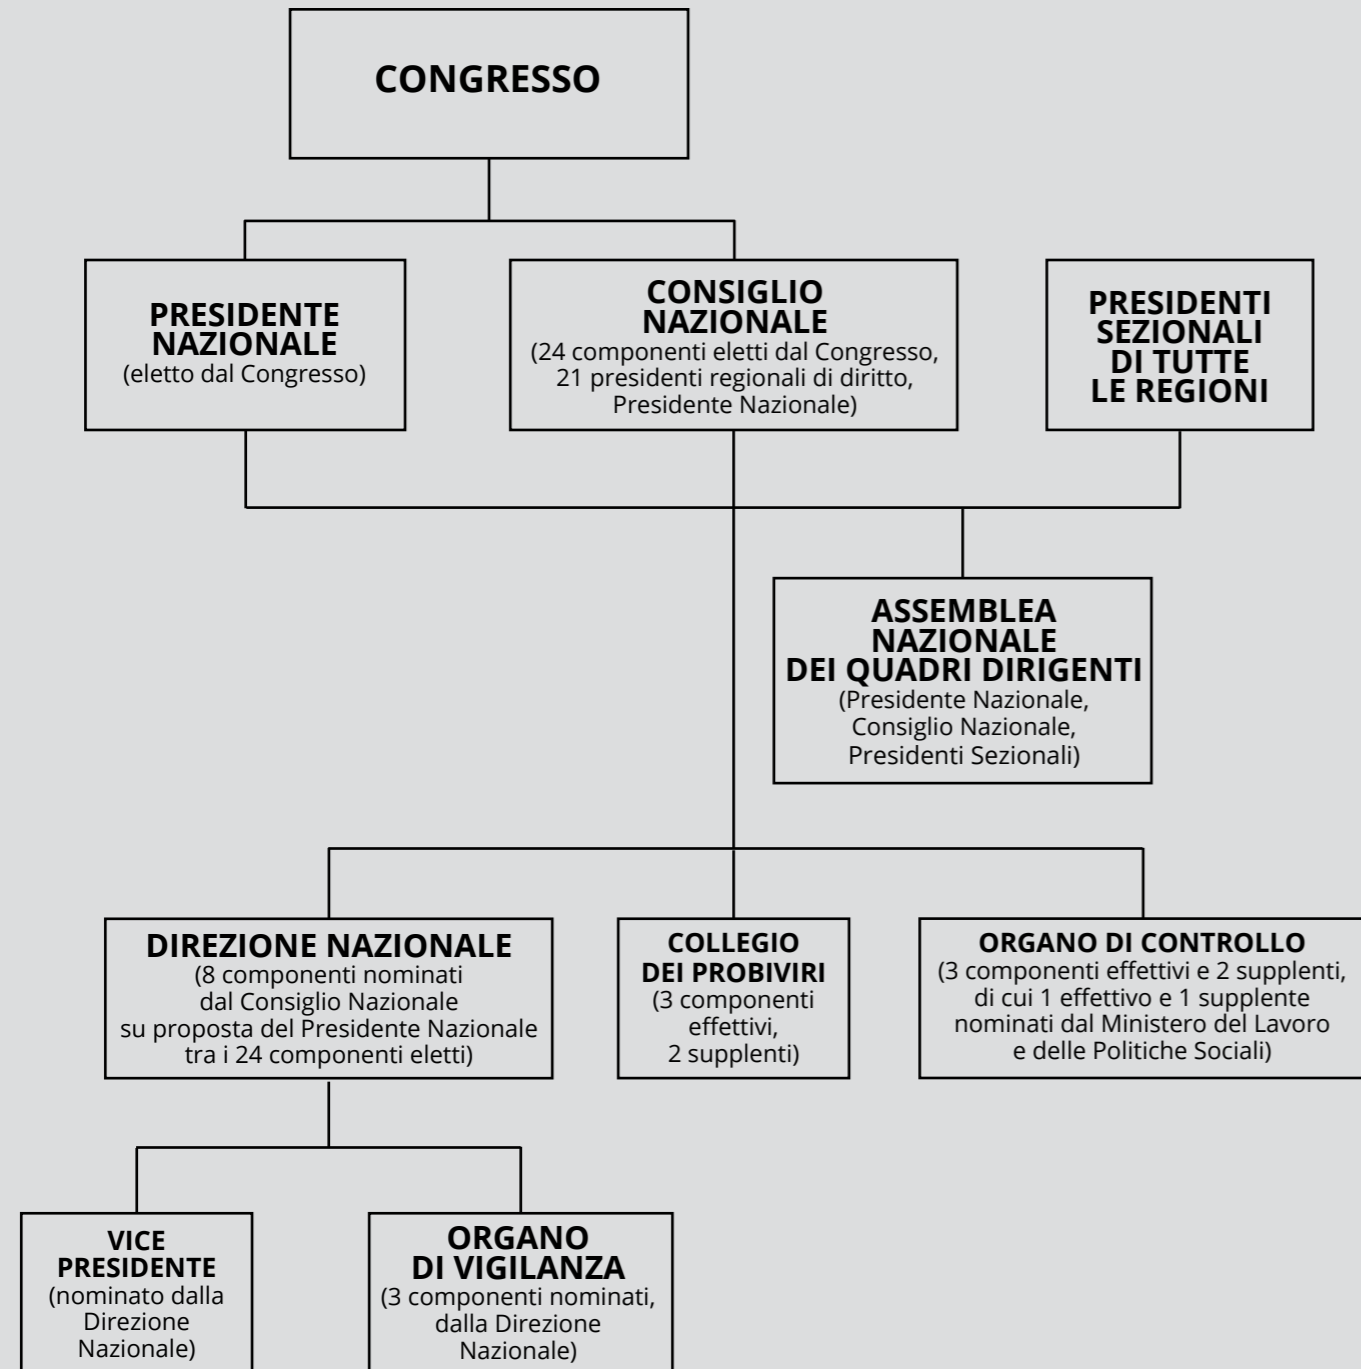 CONGRESSO
PRESIDENTE
NAZIONALE
(eletto dal Congresso)
CONSIGLIO
NAZIONALE
(24 componenti eletti dal Congresso,
21 presidenti regionali di diritto,
Presidente Nazionale)
PRESIDENTI
SEZIONALI
DI TUTTE
LE REGIONI
ASSEMBLEA
NAZIONALE
DEI QUADRI DIRIGENTI
(Presidente Nazionale,
Consiglio Nazionale,
Presidenti Sezionali)
DIREZIONE NAZIONALE
(8 componenti nominati
dal Consiglio Nazionale
su proposta del Presidente Nazionale
tra i 24 componenti eletti)
COLLEGIO
DEI PROBIVIRI
(3 componenti
effettivi,
2 supplenti)
ORGANO DI CONTROLLO
(3 componenti effettivi e 2 supplenti,
di cui 1 effettivo e 1 supplente
nominati dal Ministero del Lavoro
e delle Politiche Sociali)
VICE
PRESIDENTE
(nominato dalla
Direzione
Nazionale)
ORGANO
DI VIGILANZA
(3 componenti nominati,
dalla Direzione
Nazionale)